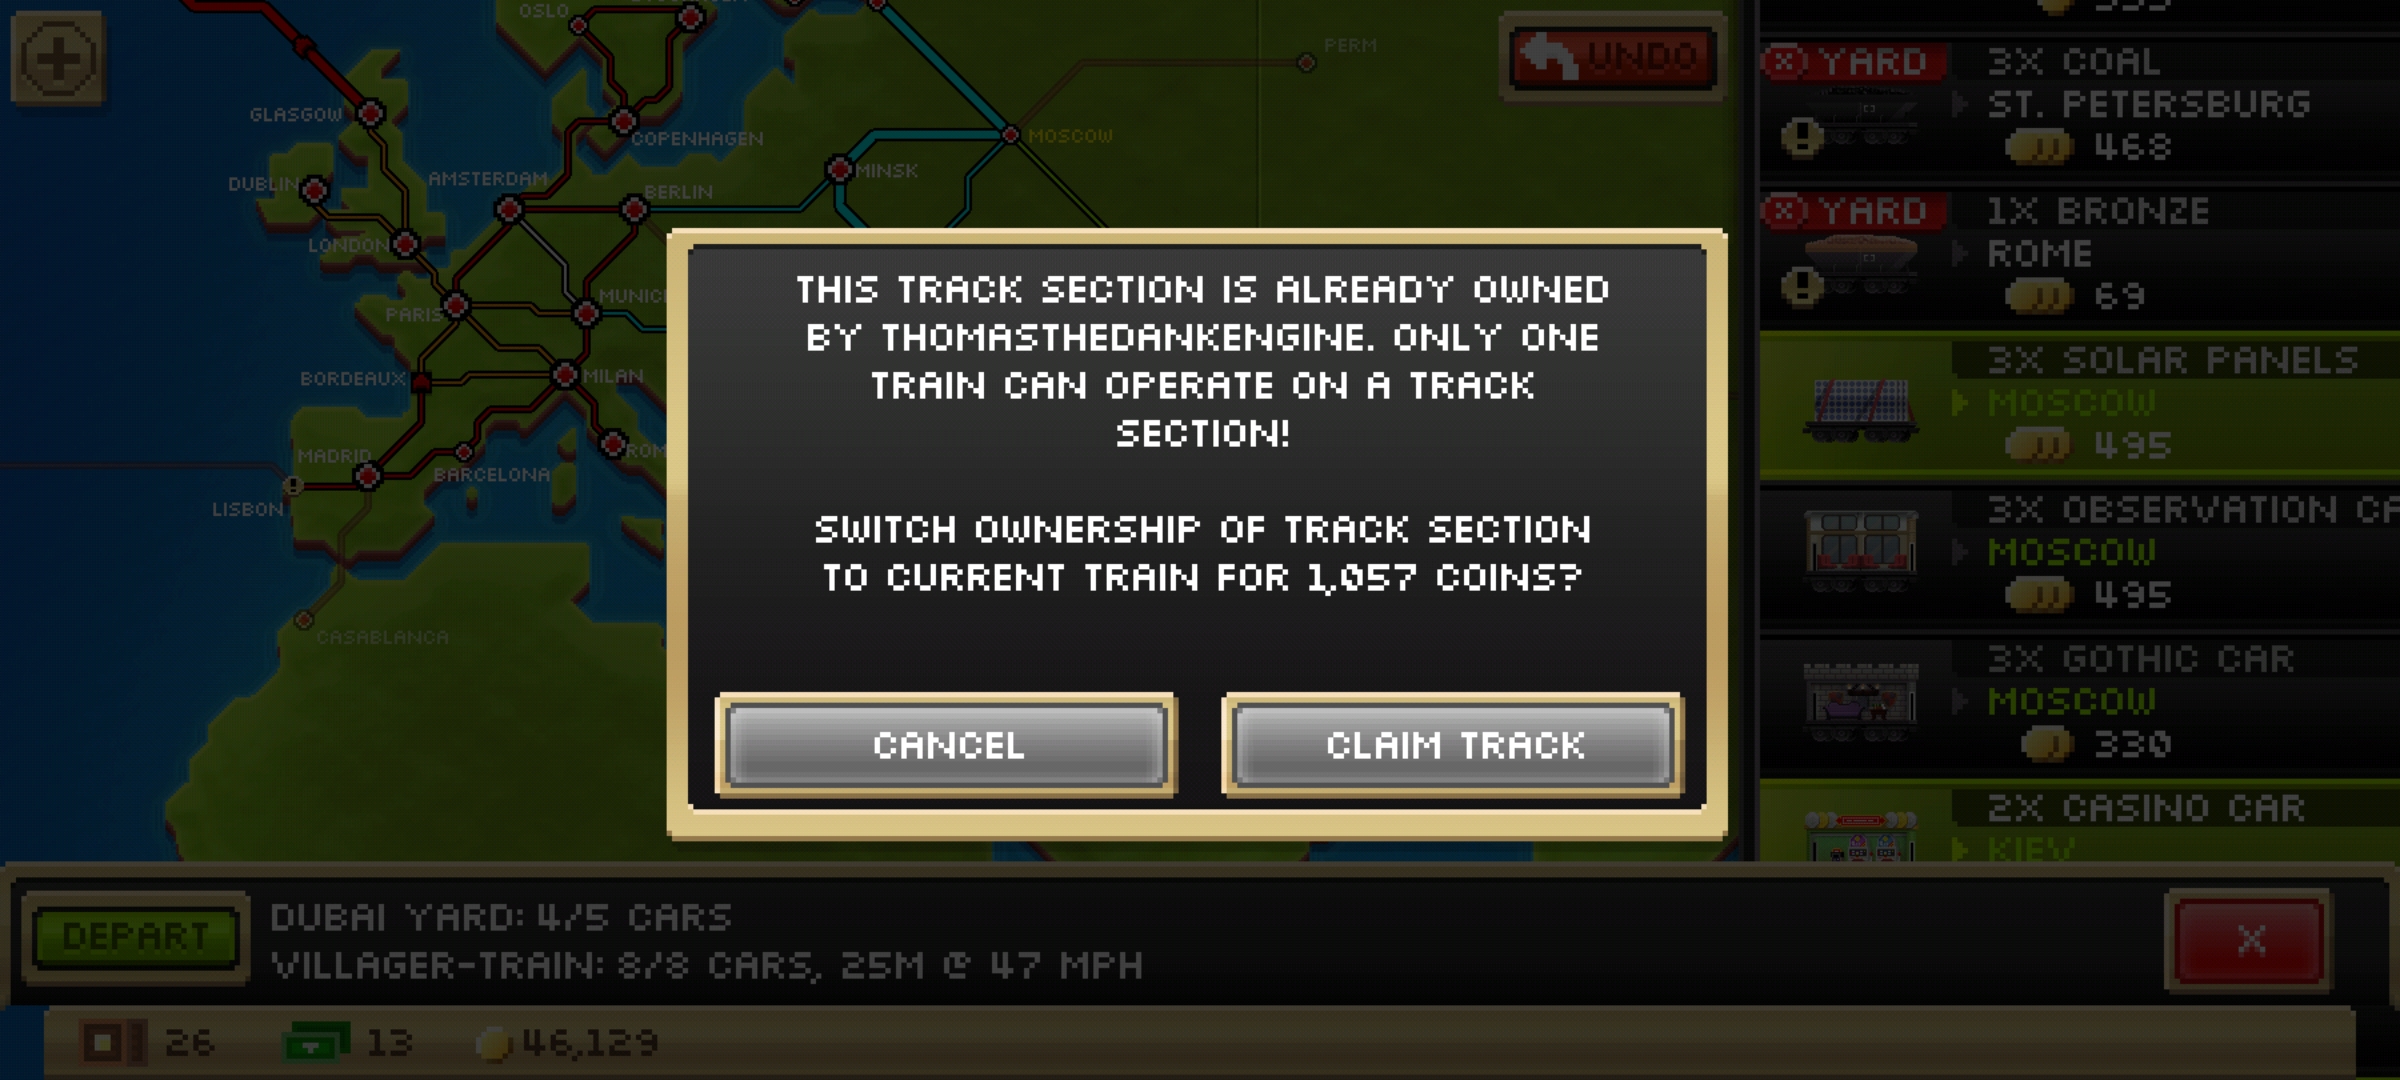 OSLO
PERM
UNDO
GLASGOW
COPENHAGEN
MOSCOW
AMSTERDAM
MINSK
DUBLIN
BERLIN
LONDON
MUNIC
PARIS
BORDEAUX
MILAN
MADRID
ROM
BARCELONA
LISBON
CASABLANCA
YARD
3X COAL
ST. PETERSBURG
468
YARD
1X BRONZE
ROME
69
3X SOLAR PANELS
MOSCOW
495
3X OBSERVATION CA
MOSCOW
495
3X GOTHIC CAR
MOSCOW
330
2X CASINO CAR
KIEV
THIS TRACK SECTION IS ALREADY OWNED
BY THOMASTHEDANKENGINE. ONLY ONE
TRAIN CAN OPERATE ON A TRACK
SECTION!
SWITCH OWNERSHIP OF TRACK SECTION
TO CURRENT TRAIN FOR 1,057 COINS?
CANCEL
CLAIM TRACK
DEPART
DUBAI YARD: 4/5 CARS
VILLAGER-TRAIN: 8/8 CARS, 25M @ 47 MPH
X
26
13
46,129